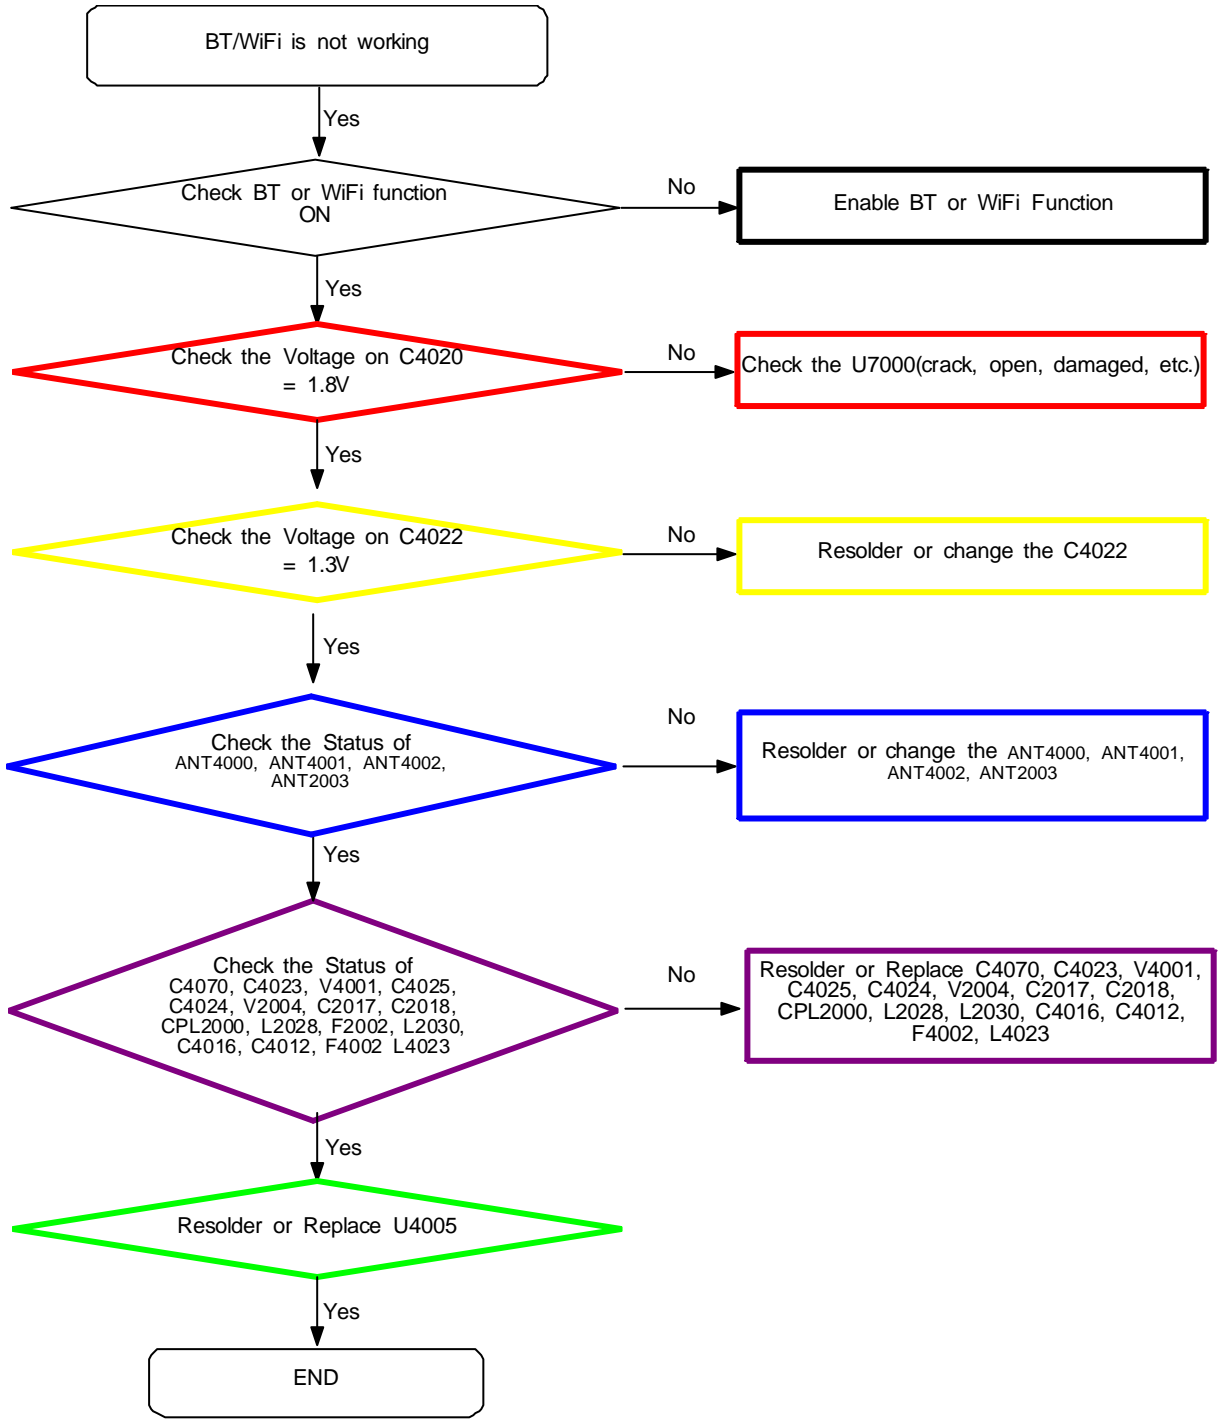 BT/WiFi is not working
Yes
Check BT or WiFi function
ON
No
Enable BT or WiFi Function
Yes
Check the Voltage on C4020
= 1.8V
No
Check the U7000(crack, open, damaged, etc.)
Yes
Check the Voltage on C4022
= 1.3V
No
Resolder or change the C4022
Yes
Check the Status of
ANT4000, ANT4001, ANT4002,
ANT2003
No
Resolder or change the ANT4000, ANT4001,
ANT4002, ANT2003
Yes
Check the Status of
C4070, C4023, V4001, C4025,
C4024, V2004, C2017, C2018,
CPL2000, L2028, F2002, L2030,
C4016, C4012, F4002 L4023
No
Resolder or Replace C4070, C4023, V4001,
C4025, C4024, V2004, C2017, C2018,
CPL2000, L2028, L2030, C4016, C4012,
F4002, L4023
Yes
Resolder or Replace U4005
Yes
END